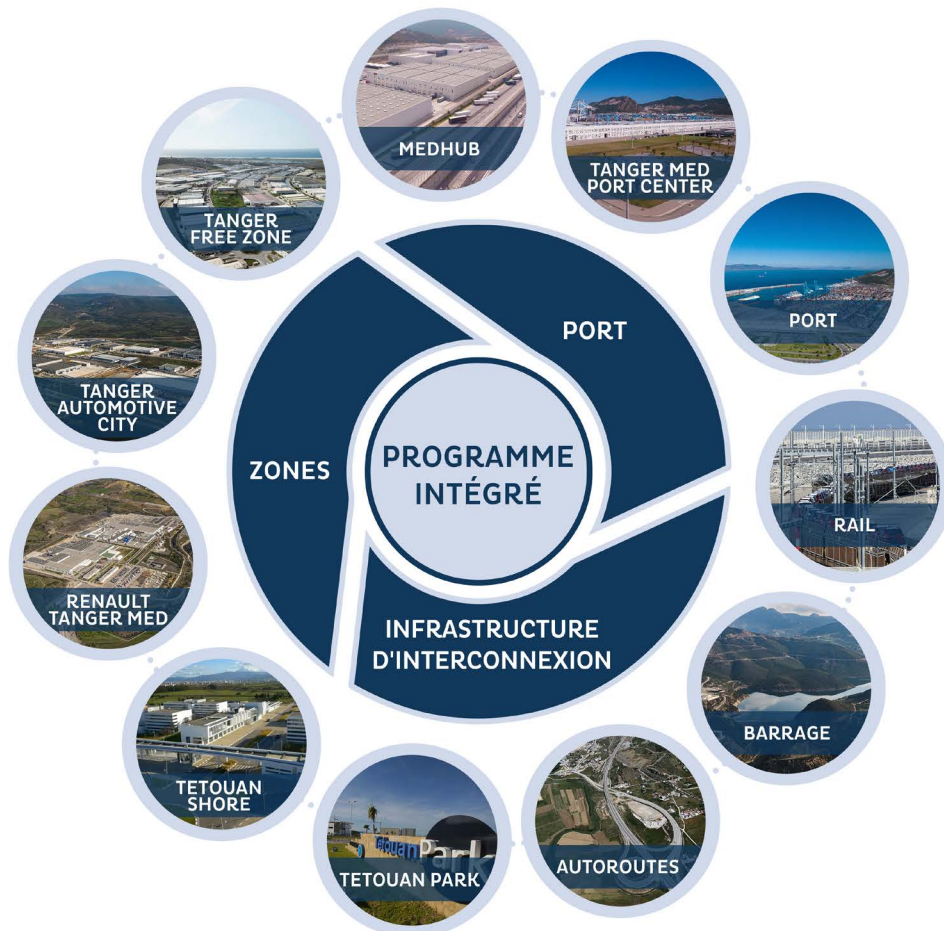 MEDHUB
TANGER MED
PORT CENTER
TANGER
FREE ZONE
PORT
PORT
TANGER
AUTOMOTIVE
CITY
ZONES
PROGRAMME
INTÉGRÉ
RAIL
RENAULT
TANGER MED
INFRASTRUCTURE
D'INTERCONNEXION
BARRAGE
TETOUAN
SHORE
TetouanPark
TETOUAN PARK
AUTOROUTES